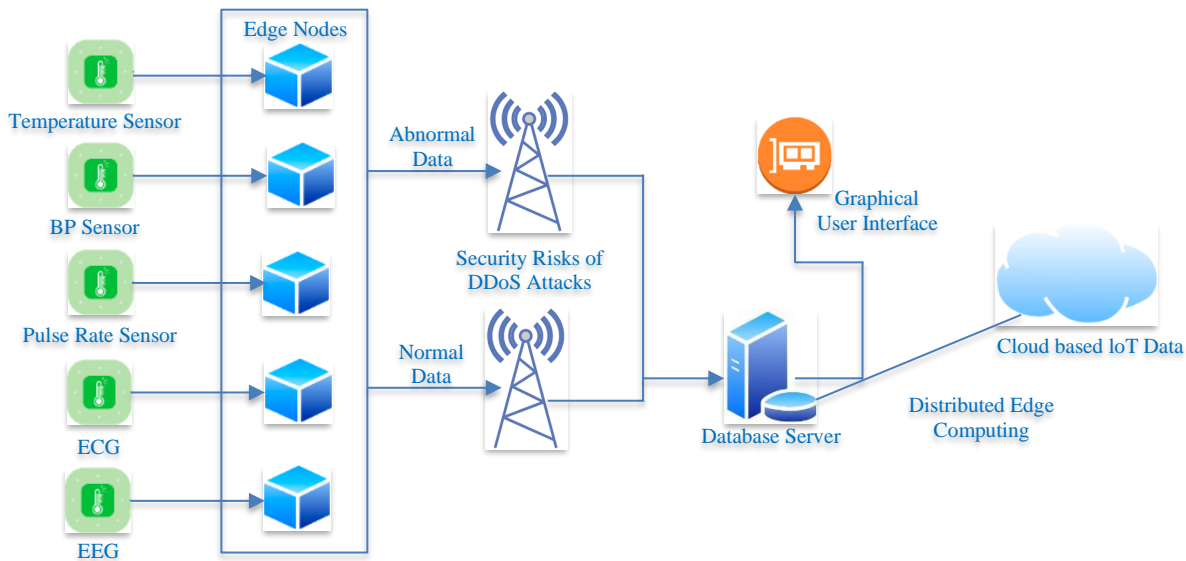 Edge Nodes
Temperature Sensor
BP Sensor
Pulse Rate Sensor
ECG
EEG
Abnormal
Data
Security Risks of
DDoS Attacks
Normal
Data
Graphical
User Interface
Database Server
Cloud based loT Data
Distributed Edge
Computing